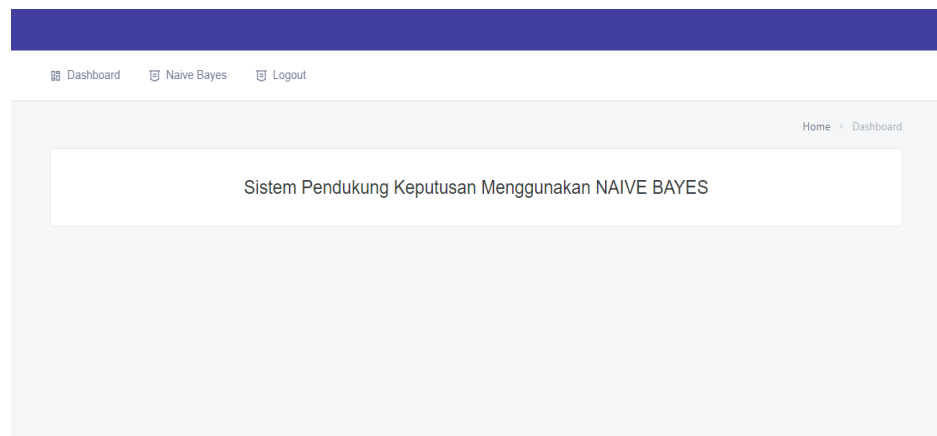 Dashboard Naive Bayes Logout
Home > Dashboard
Sistem Pendukung Keputusan Menggunakan NAIVE BAYES